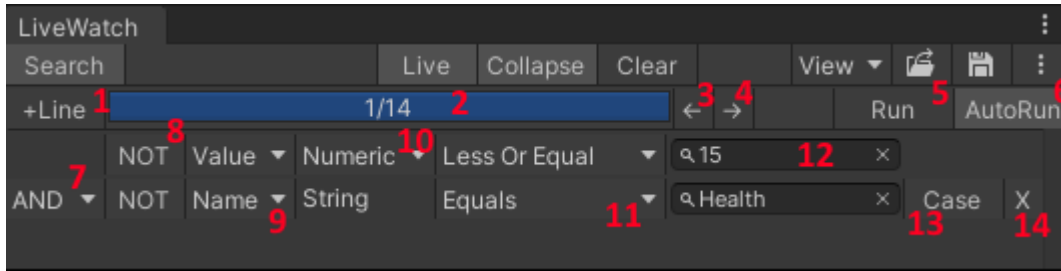 LiveWatch
Search Live Collapse Clear View
+Line 1 1/14 2 ← 3 → 4 Run 5 AutoRun
8 NOT Value Numeric 10 Less Or Equal 15 12 ×
7 AND NOT Name 9 String Equals 11 Health × Case 13 X 14